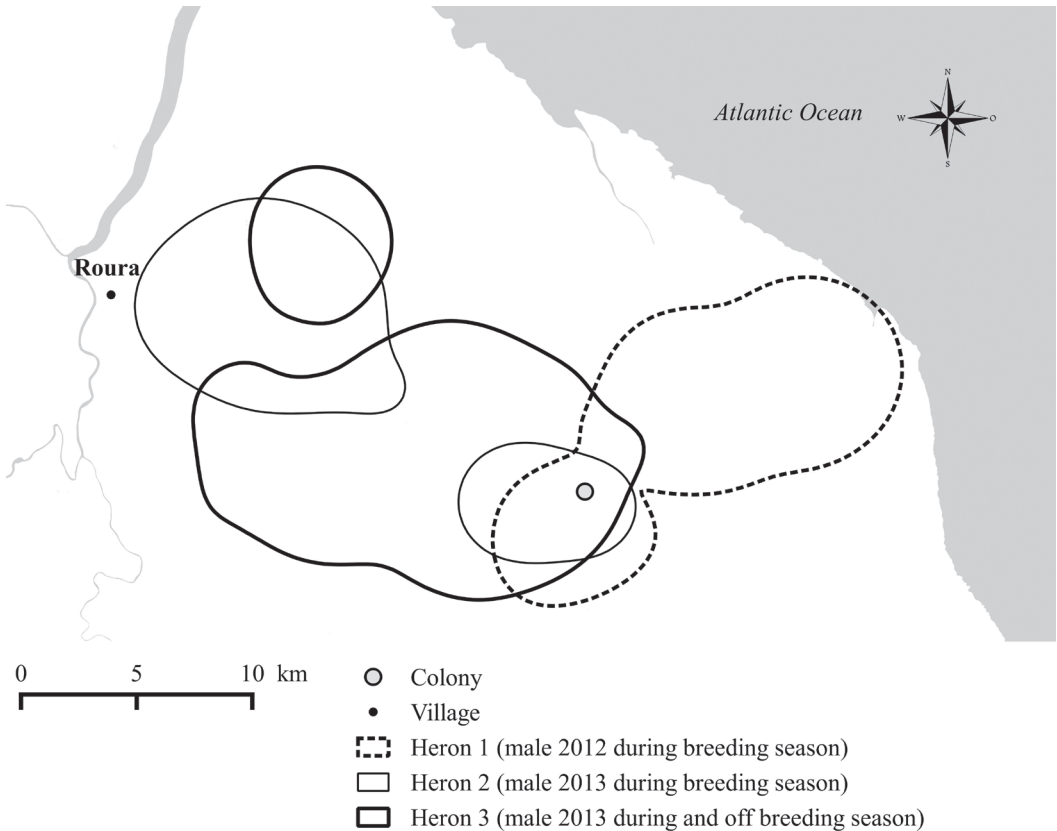 N
Atlantic Ocean
W
O
S
Roura
0 5 10 km
Colony
Village
Heron 1 (male 2012 during breeding season)
Heron 2 (male 2013 during breeding season)
Heron 3 (male 2013 during and off breeding season)